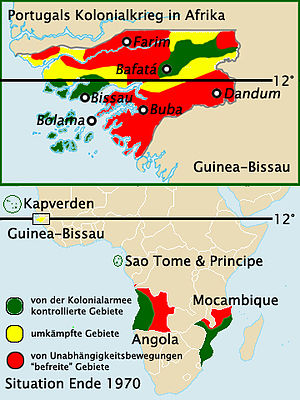 Portugals Kolonialkrieg in Afrika
Farim
Bafatá
12°
Bissau
Dandum
Buba
Bolama
Guinea-Bissau
Kapverden
12°
Guinea-Bissau
Sao Tome & Principe
von der Kolonialarmee
kontrollierte Gebiete
Mocambique
umkämpfte Gebiete
Angola
von Unabhängigkeitsbewegungen
"befreite" Gebiete
Situation Ende 1970